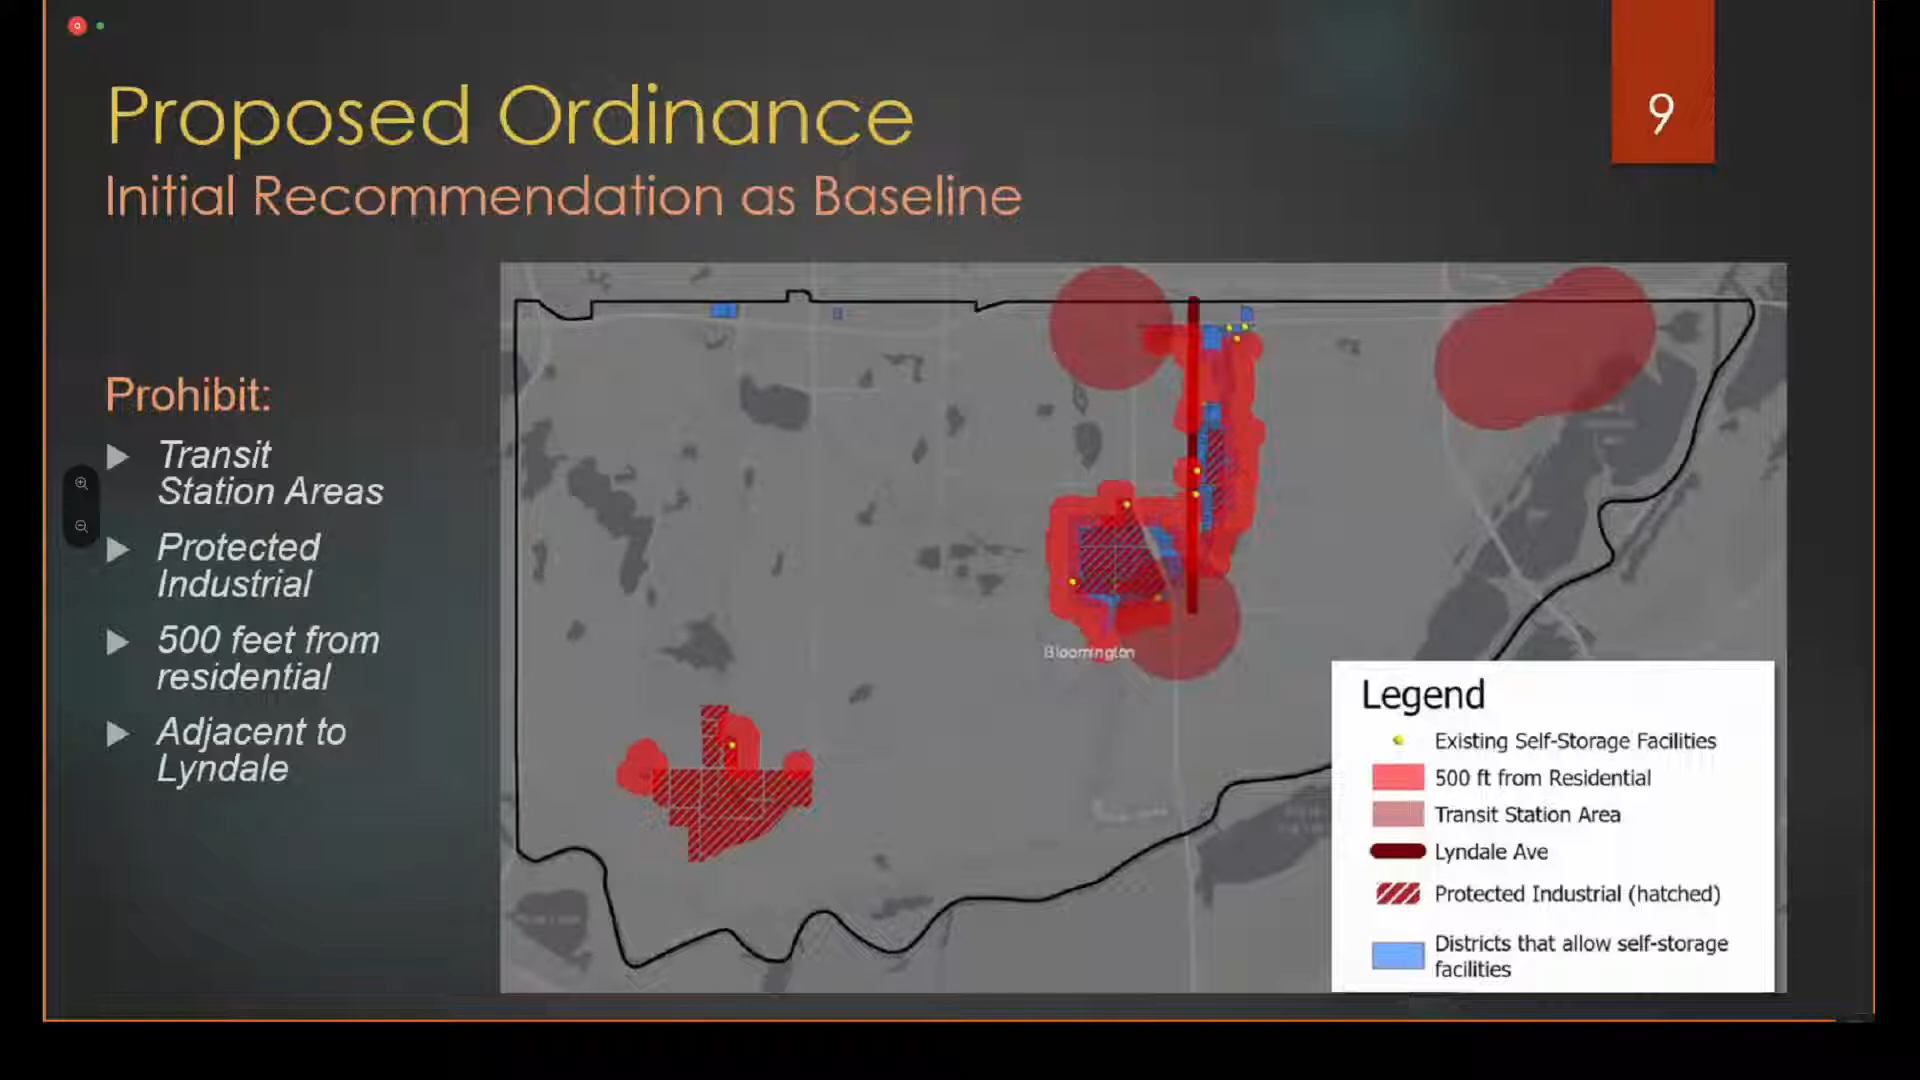 9
Proposed Ordinance
Initial Recommendation as Baseline
Prohibit:
Transit
Station Areas
Protected
Industrial
500 feet from
residential
Adjacent to
Lyndale
Bloomington
Legend
Existing Self-Storage Facilities
500 ft from Residential
Transit Station Area
Lyndale Ave
Protected Industrial (hatched)
Districts that allow self-storage
facilities